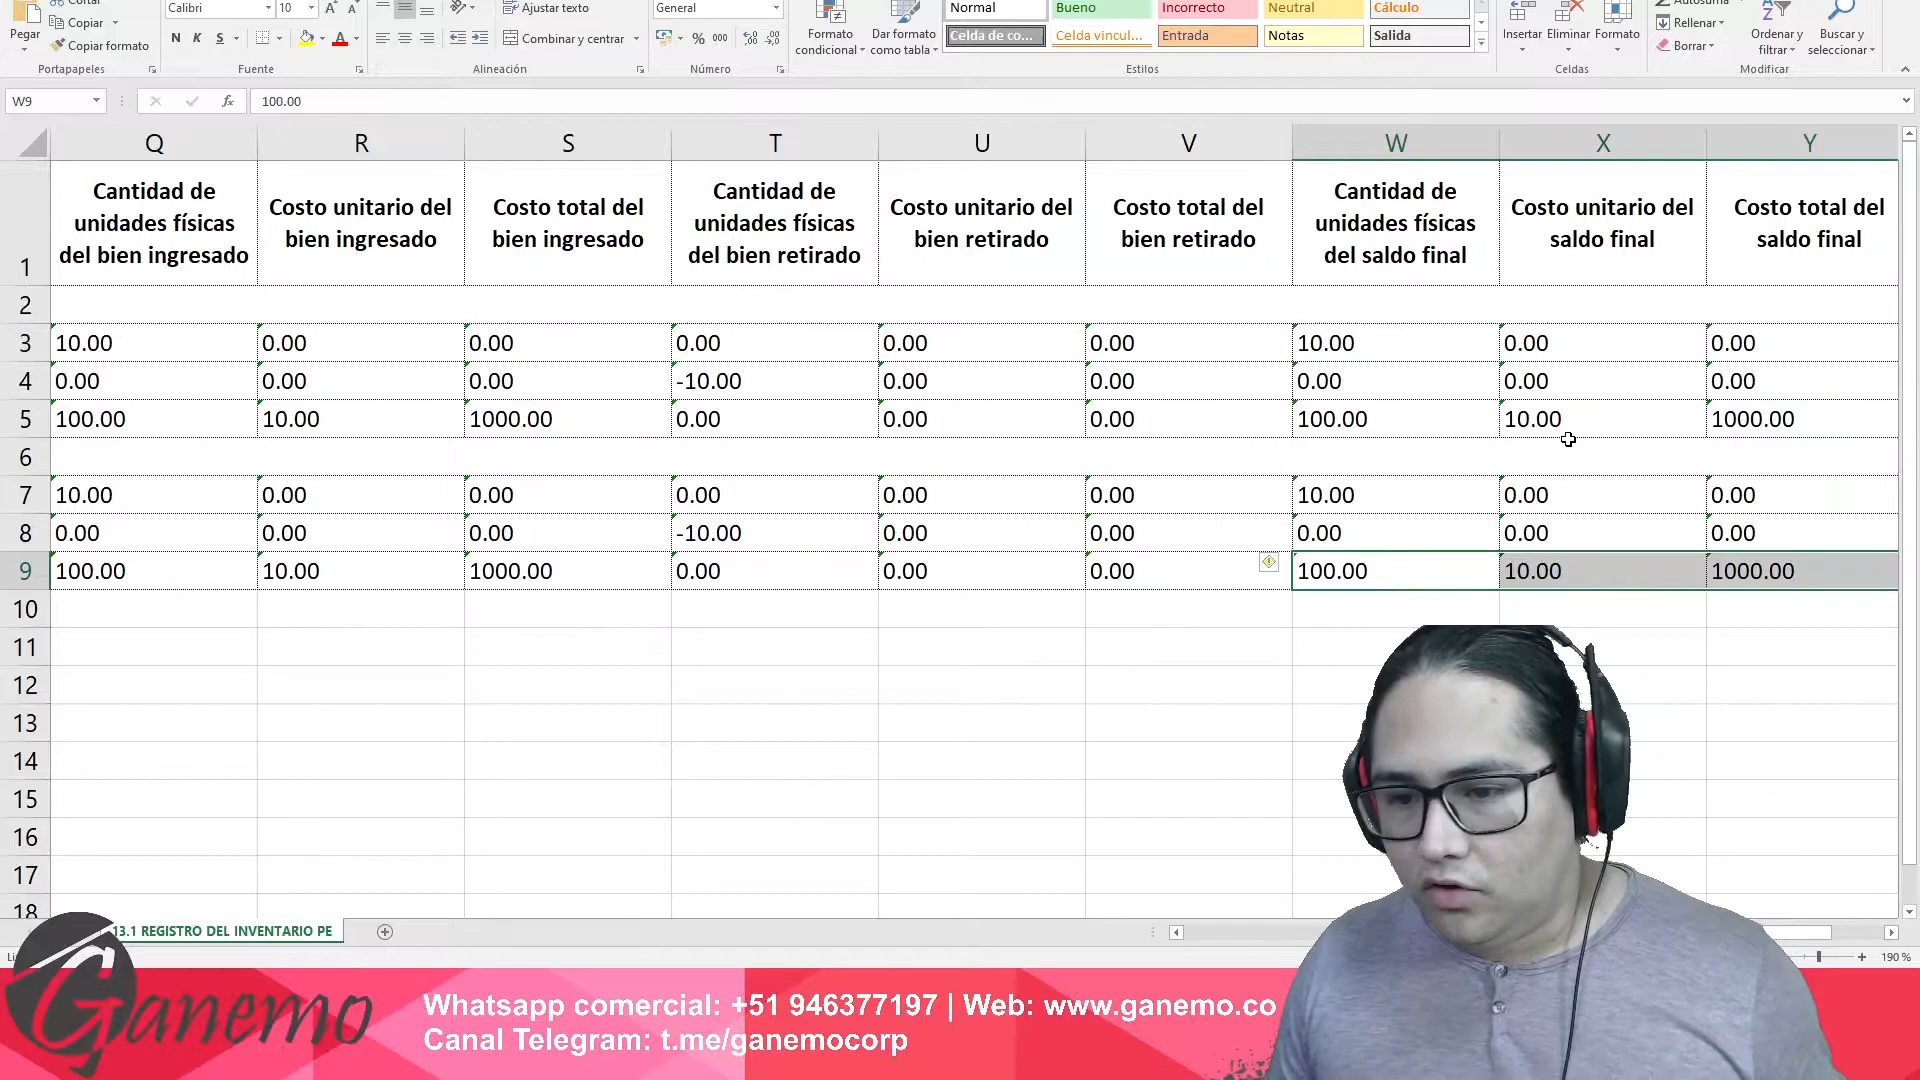 Cortar
Calibri 10 A A Ajustar texto General Normal Bueno Incorrecto Neutral Cálculo Autosuma
Pegar Copiar Formato Dar formato Celda de co... Celda vincul... Entrada Notas Salida Insertar Eliminar Formato Rellenar Ordenar y Buscar y
Copiar formato N K S A Combinar y centrar % 000 condicional como tabla Borrar filtrar seleccionar
Portapapeles Fuente Alineación Número Estilos Celdas Modificar
W9 fx 100.00
Q R S T U V W X Y
Cantidad de unidades físicas del bien ingresado
Costo unitario del bien ingresado
Costo total del bien ingresado
Cantidad de unidades físicas del bien retirado
Costo unitario del bien retirado
Costo total del bien retirado
Cantidad de unidades físicas del saldo final
Costo unitario del saldo final
Costo total del saldo final
1
2
3 10.00 0.00 0.00 0.00 0.00 0.00 10.00 0.00 0.00
4 0.00 0.00 0.00 -10.00 0.00 0.00 0.00 0.00 0.00
5 100.00 10.00 1000.00 0.00 0.00 0.00 100.00 10.00 1000.00
6
7 10.00 0.00 0.00 0.00 0.00 0.00 10.00 0.00 0.00
8 0.00 0.00 0.00 -10.00 0.00 0.00 0.00 0.00 0.00
9 100.00 10.00 1000.00 0.00 0.00 0.00 100.00 10.00 1000.00
10
11
12
13
14
15
16
17
18
13.1 REGISTRO DEL INVENTARIO PE
190 %
Ganemo
Whatsapp comercial: +51 946377197 | Web: www.ganemo.co
Canal Telegram: t.me/ganemocorp